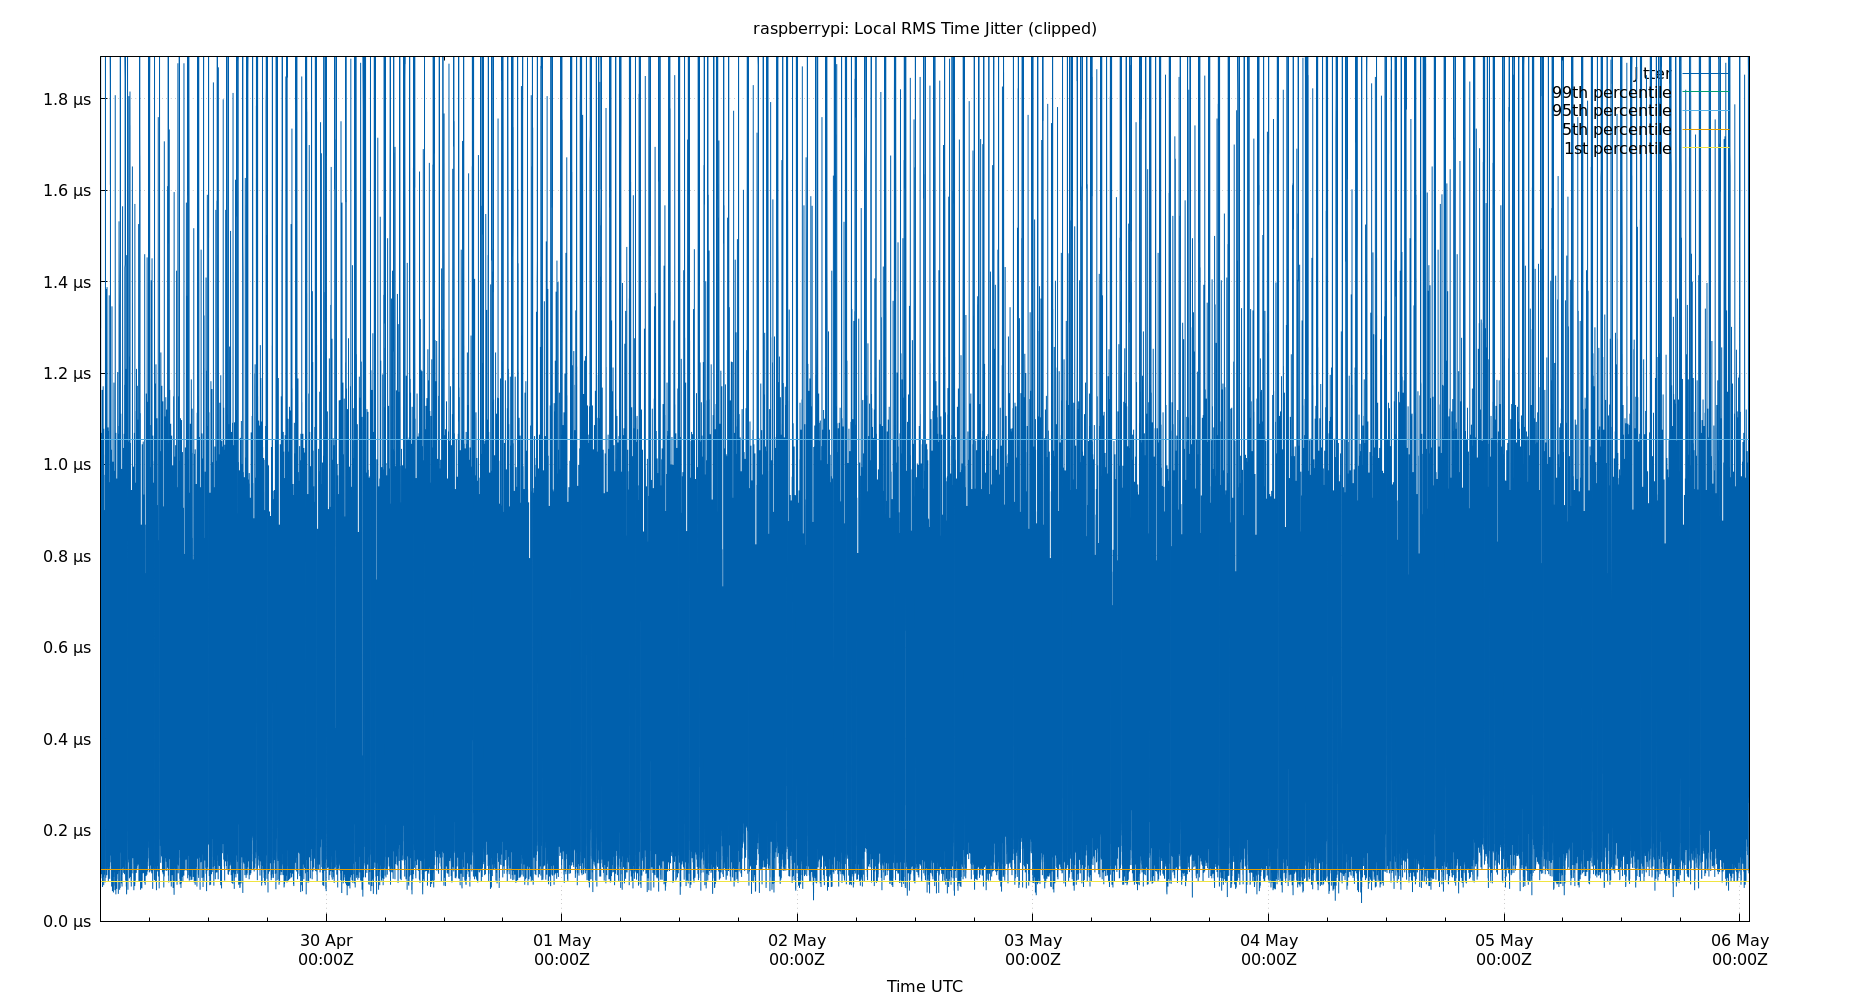 raspberrypi: Local RMS Time Jitter (clipped)
jitter
99th percentile
95th percentile
5th percentile
1st percentile
1.8 µs
1.6 µs
1.4 µs
1.2 µs
1.0 µs
0.8 µs
0.6 µs
0.4 µs
0.2 µs
0.0 µs
30 Apr 01 May 02 May 03 May 04 May 05 May 06 May
00:00Z 00:00Z 00:00Z 00:00Z 00:00Z 00:00Z 00:00Z
Time UTC